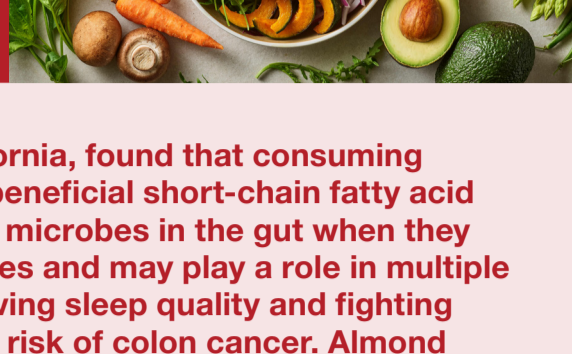 ornia, found that consuming
beneficial short-chain fatty acid
microbes in the gut when they
es and may play a role in multiple
ving sleep quality and fighting
risk of colon cancer. Almond